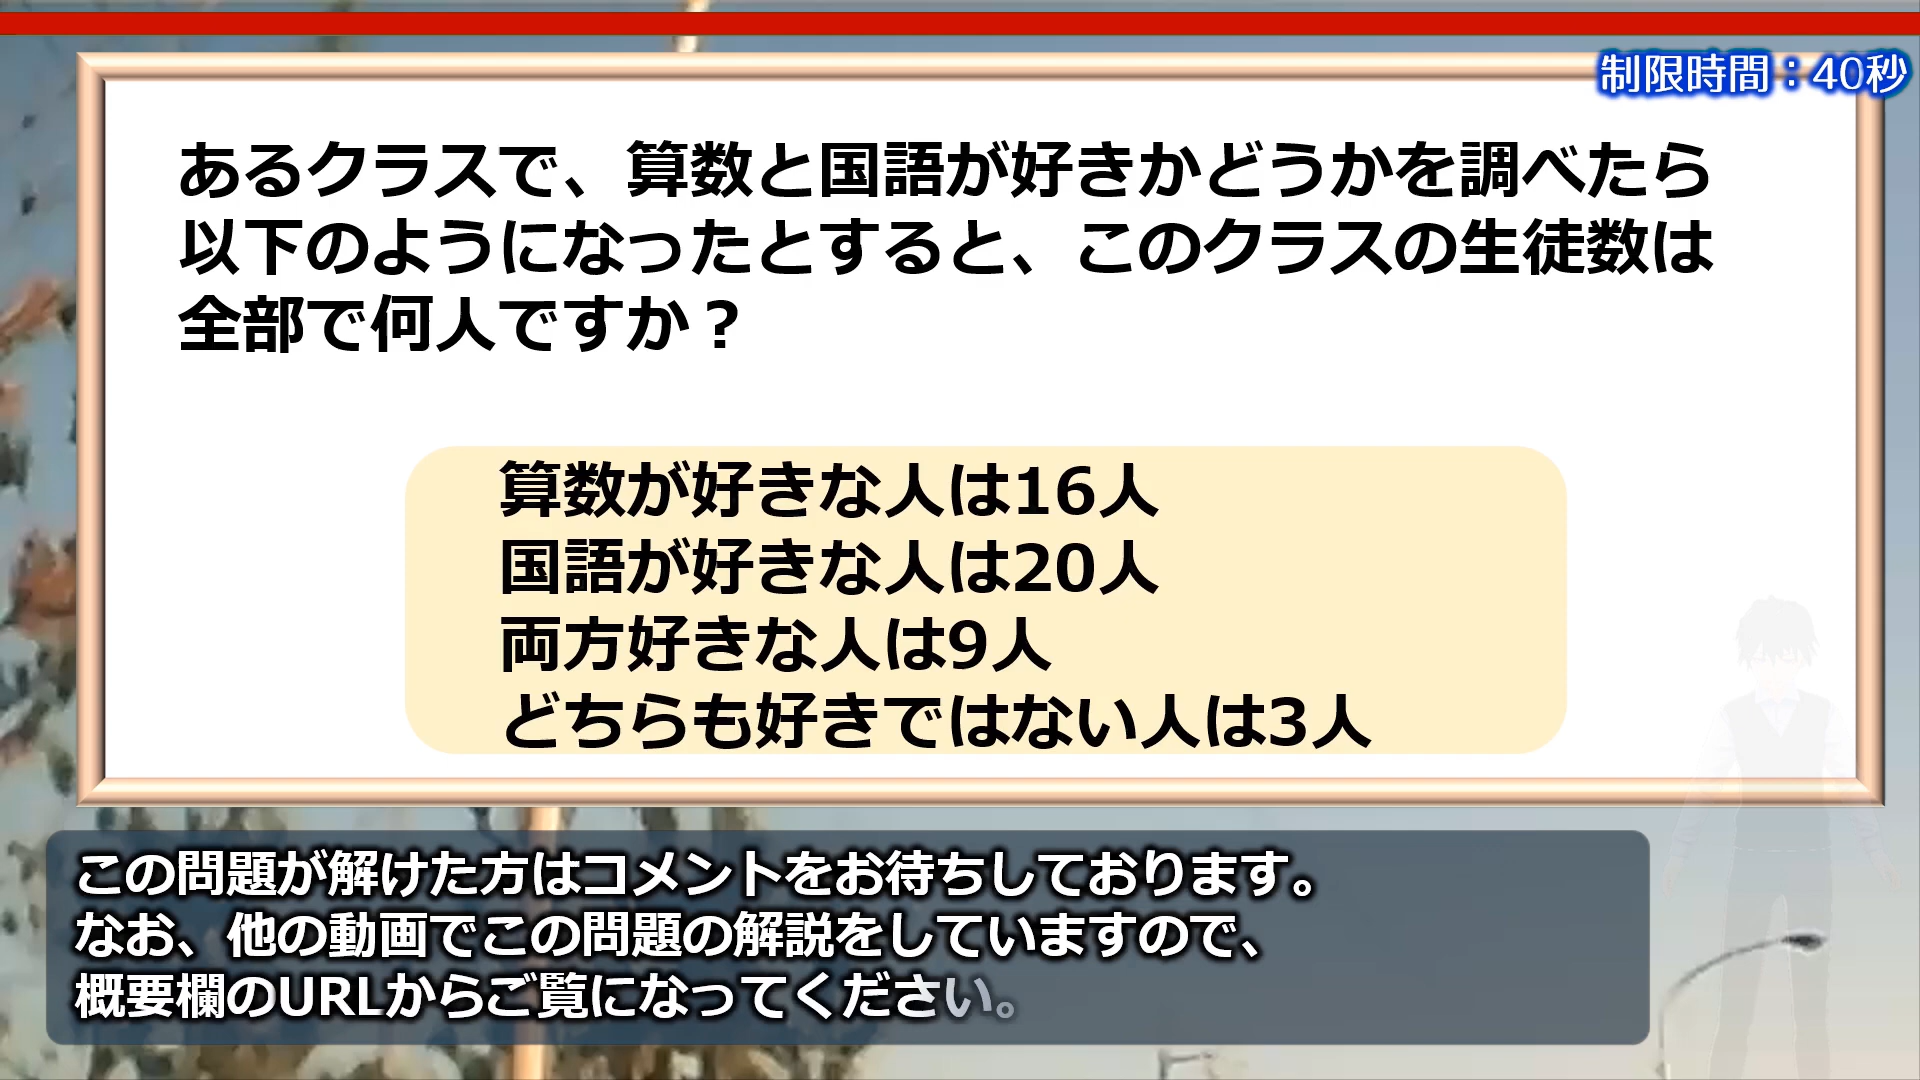 制限時間：40秒
あるクラスで、算数と国語が好きかどうかを調べたら
以下のようになったとすると、このクラスの生徒数は
全部で何人ですか？
算数が好きな人は16人
国語が好きな人は20人
両方好きな人は9人
どちらも好きではない人は3人
この問題が解けた方はコメントをお待ちしております。
なお、他の動画でこの問題の解説をしていますので、
概要欄のURLからご覧になってください。